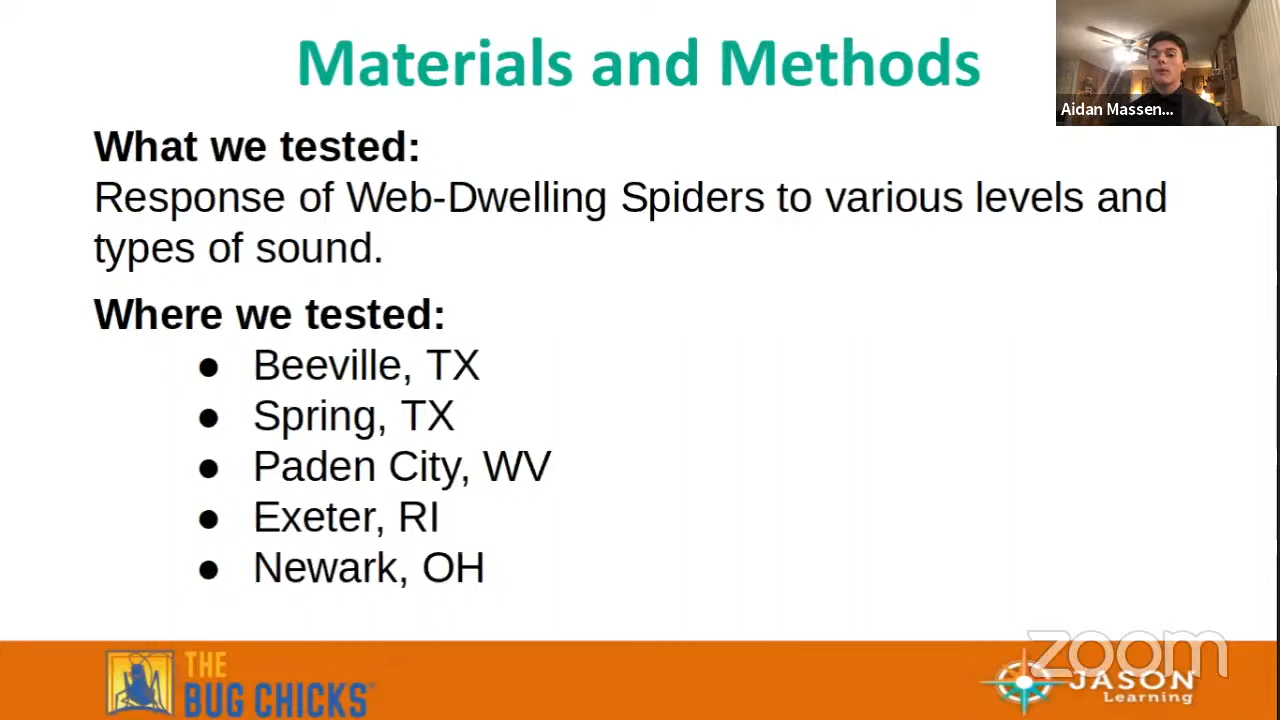 Materials and Methods
Aidan Massen...
What we tested:
Response of Web-Dwelling Spiders to various levels and
types of sound.
Where we tested:
● Beeville, TX
● Spring, TX
● Paden City, WV
● Exeter, RI
● Newark, OH
THE
BUG CHICKS
zoom
JASON
Learning